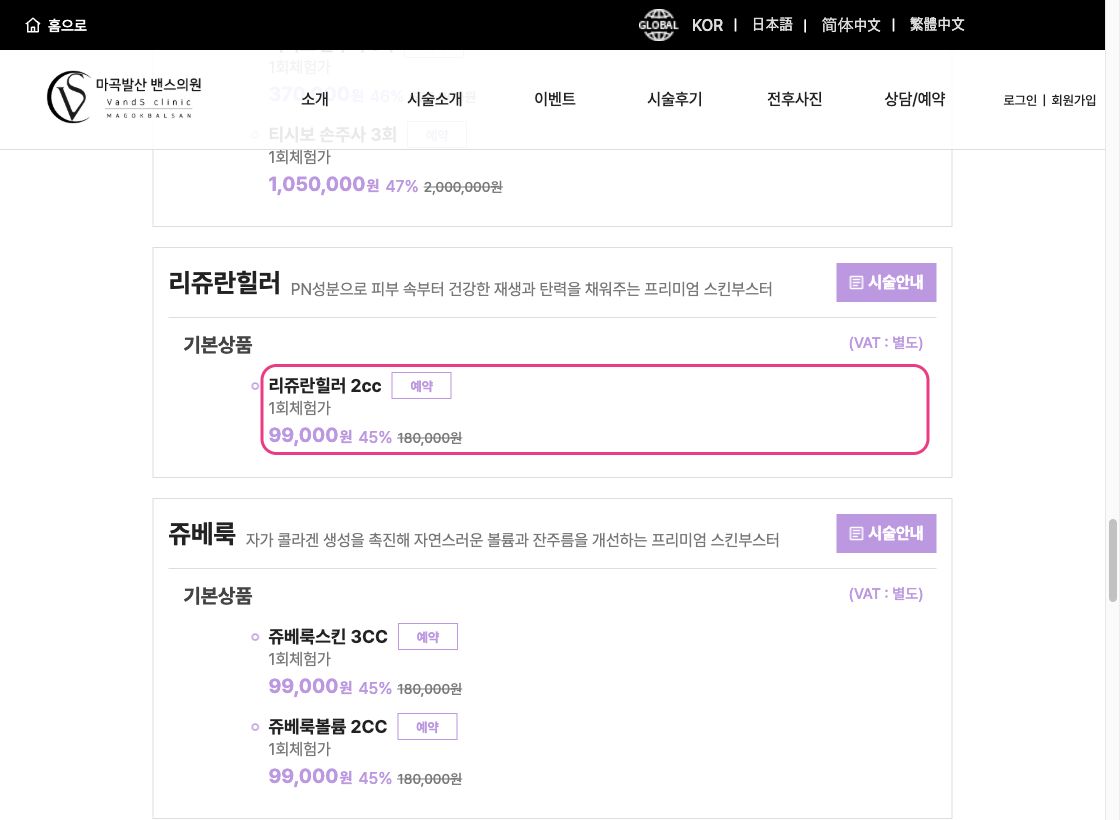 홈으로
GLOBAL KOR | 日本語 | 简体中文 | 繁體中文
마곡발산 밴스의원
VandS clinic
MAGOKBALSAN
소개 시술소개 이벤트 시술후기 전후사진 상담/예약 로그인 | 회원가입
1회체험가
370,000원 46%
티시보 손주사 3회 예약
1회체험가
1,050,000원 47% 2,000,000원
리쥬란힐러 PN성분으로 피부 속부터 건강한 재생과 탄력을 채워주는 프리미엄 스킨부스터 시술안내
기본상품 (VAT : 별도)
리쥬란힐러 2cc 예약
1회체험가
99,000원 45% 180,000원
쥬베룩 자가 콜라겐 생성을 촉진해 자연스러운 볼륨과 잔주름을 개선하는 프리미엄 스킨부스터 시술안내
기본상품 (VAT : 별도)
쥬베룩스킨 3CC 예약
1회체험가
99,000원 45% 180,000원
쥬베룩볼륨 2CC 예약
1회체험가
99,000원 45% 180,000원